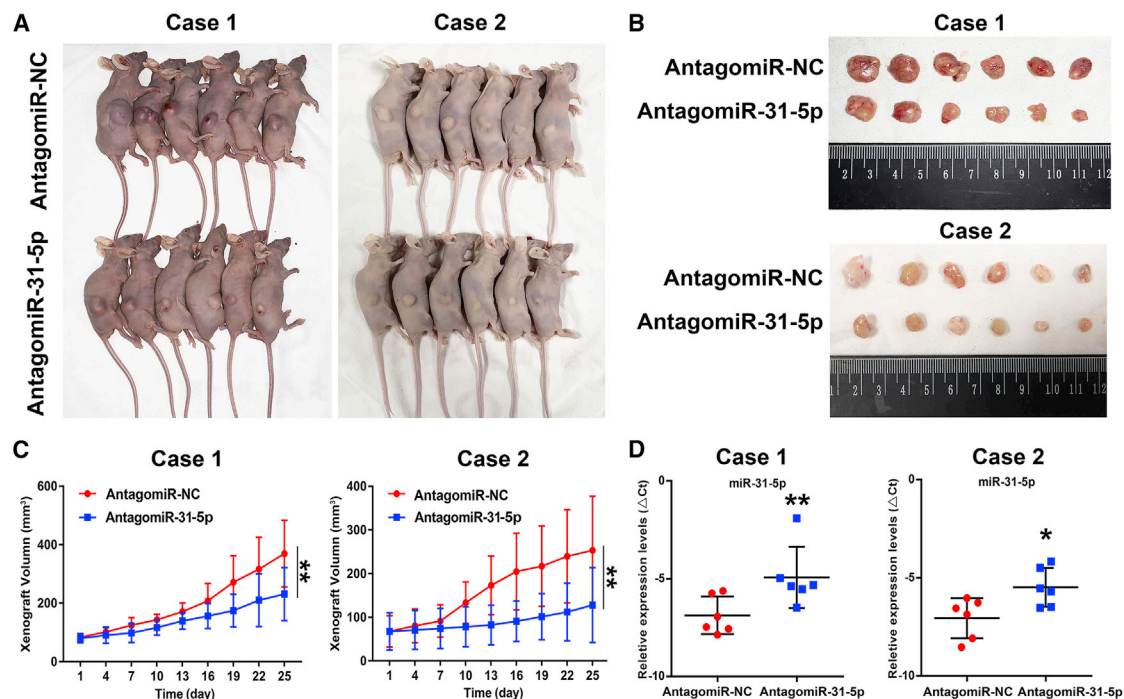 A
Case 1
Case 2
AntagomiR-NC
AntagomiR-31-5p
B
Case 1
AntagomiR-NC
AntagomiR-31-5p
2 3 4 5 6 7 8 9 10 11 12
Case 2
AntagomiR-NC
AntagomiR-31-5p
1 2 3 4 5 6 7 8 9 10 11 12
C
Case 1
Xenograft Volumn (mm³)
600
400
200
0
AntagomiR-NC
AntagomiR-31-5p
**
1 4 7 10 13 16 19 22 25
Time (day)
Case 2
Xenograft Volumn (mm³)
400
300
200
100
0
AntagomiR-NC
AntagomiR-31-5p
**
1 4 7 10 13 16 19 22 25
Time (day)
D
Case 1
miR-31-5p
Reletive expression levels (△Ct)
0
-5
-10
**
AntagomiR-NC AntagomiR-31-5p
Case 2
miR-31-5p
Reletive expression levels (△Ct)
0
-5
-10
*
AntagomiR-NC AntagomiR-31-5p